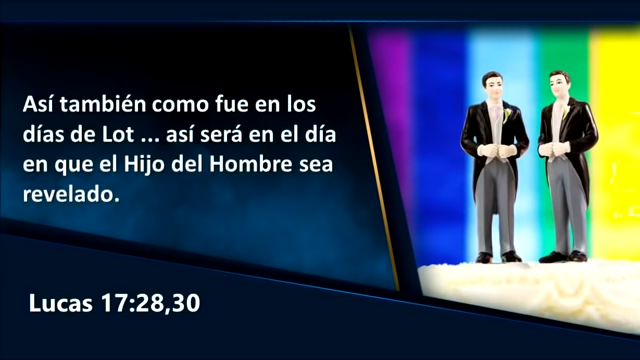 Así también como fue en los
días de Lot ... así será en el día
en que el Hijo del Hombre sea
revelado.
Lucas 17:28,30